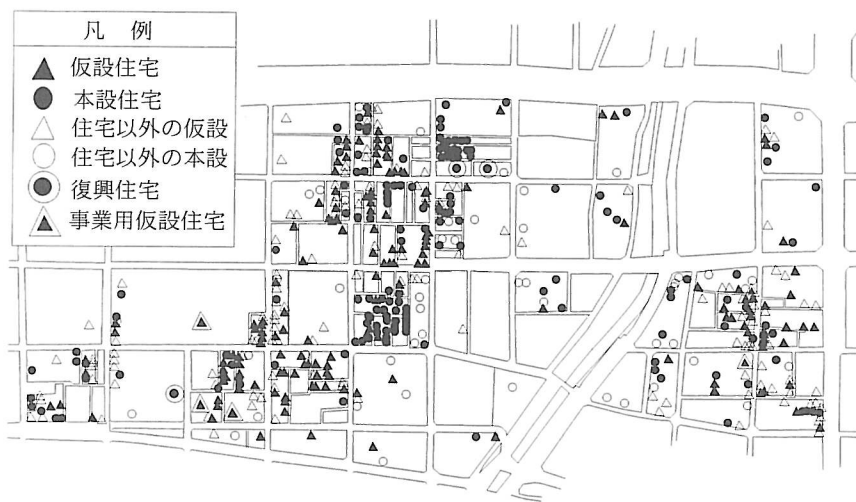 凡 例
仮設住宅
本設住宅
住宅以外の仮設
住宅以外の本設
復興住宅
事業用仮設住宅